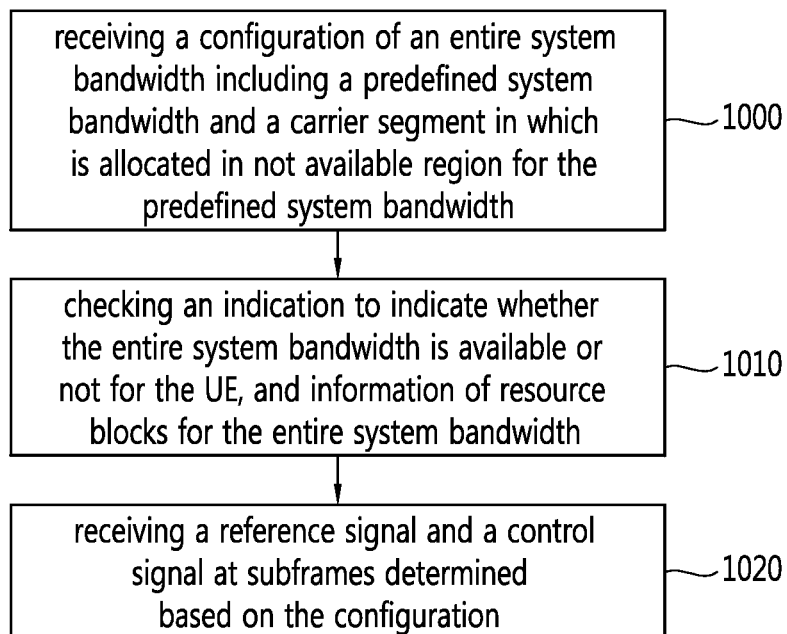 receiving a configuration of an entire system
bandwidth including a predefined system
bandwidth and a carrier segment in which
is allocated in not available region for the
predefined system bandwidth
1000
checking an indication to indicate whether
the entire system bandwidth is available or
not for the UE, and information of resource
blocks for the entire system bandwidth
1010
receiving a reference signal and a control
signal at subframes determined
based on the configuration
1020